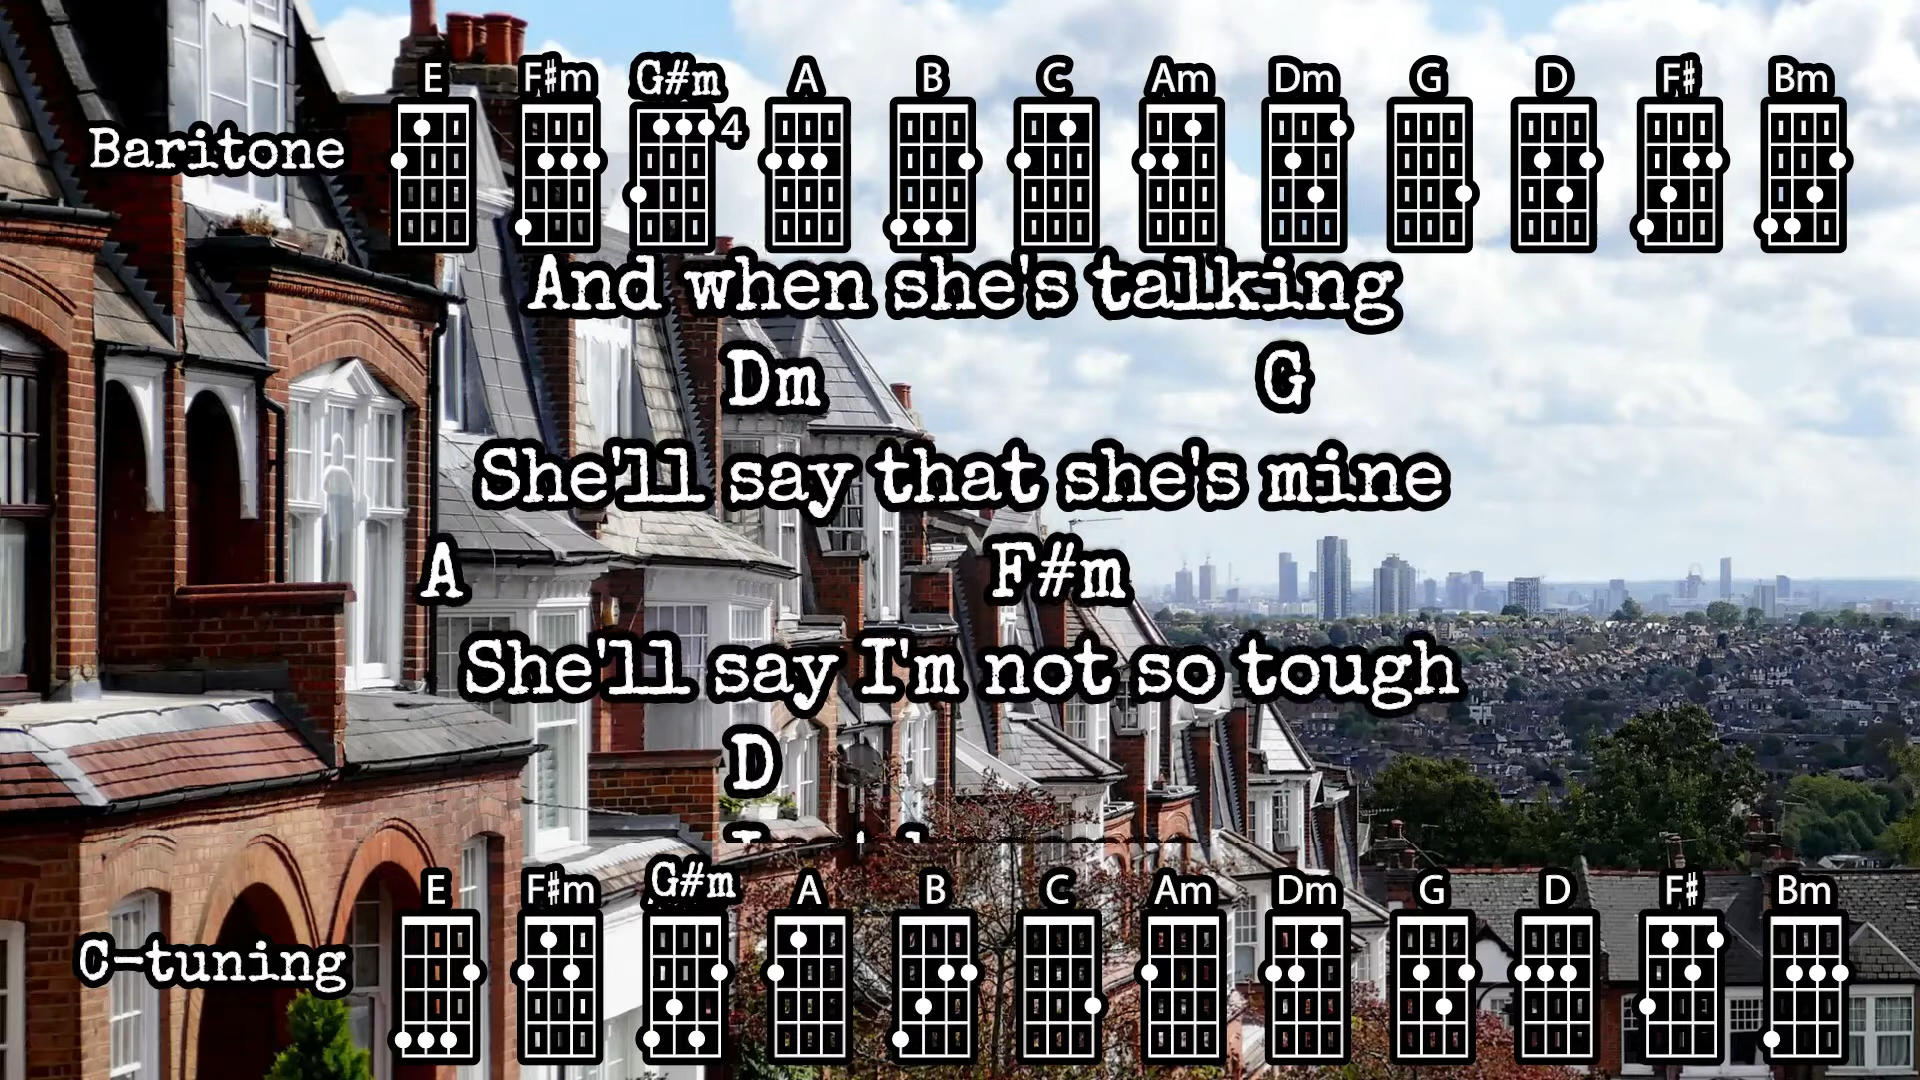 E F#m G#m A B C Am Dm G D F# Bm
Baritone 4
And when she's talking
Dm G
She'll say that she's mine
A F#m
She'll say I'm not so tough
D
E F#m G#m A B C Am Dm G D F# Bm
C-tuning